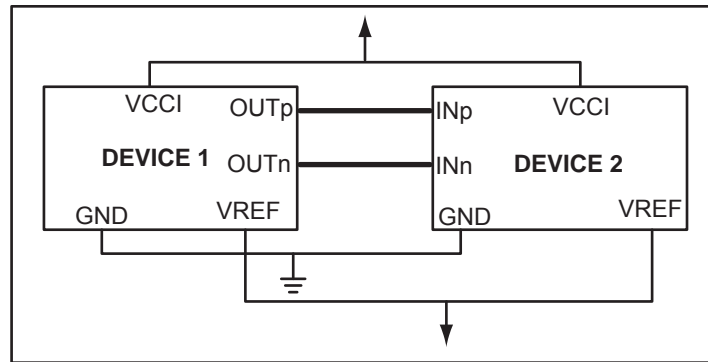 VCCI
OUTp
DEVICE 1
OUTn
GND
VREF
INp
VCCI
INn
DEVICE 2
GND
VREF